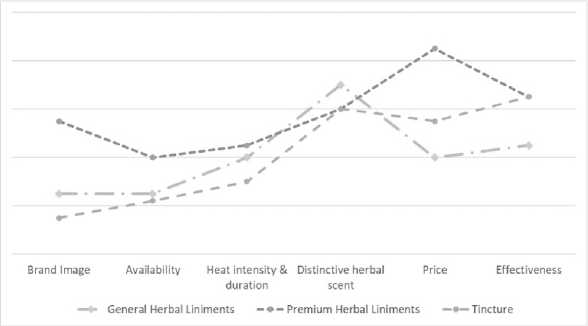 Brand Image Availability Heat intensity & Distinctive herbal Price Effectiveness
duration scent
General Herbal Liniments Premium Herbal Liniments Tincture